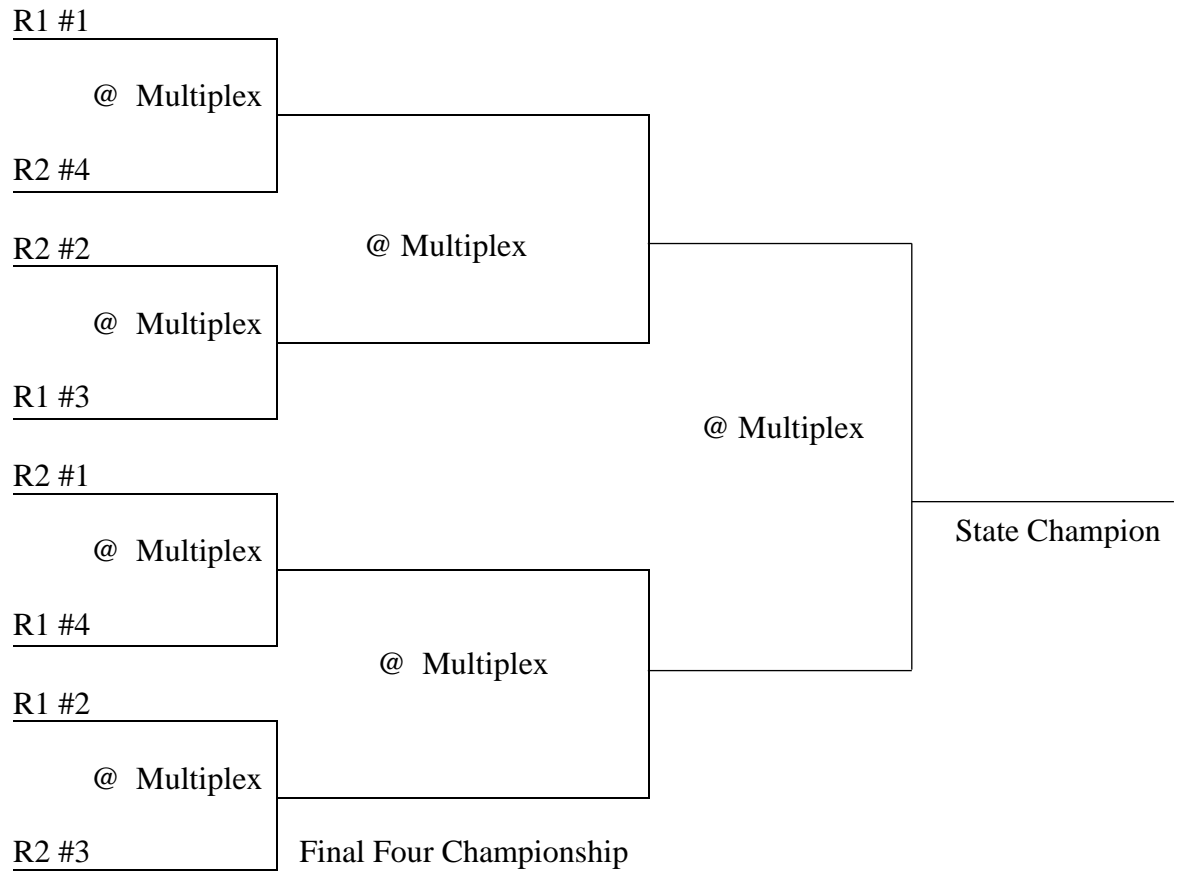 R1 #1
@ Multiplex
R2 #4
R2 #2
@ Multiplex
@ Multiplex
R1 #3
@ Multiplex
R2 #1
State Champion
@ Multiplex
R1 #4
@ Multiplex
R1 #2
@ Multiplex
R2 #3
Final Four Championship